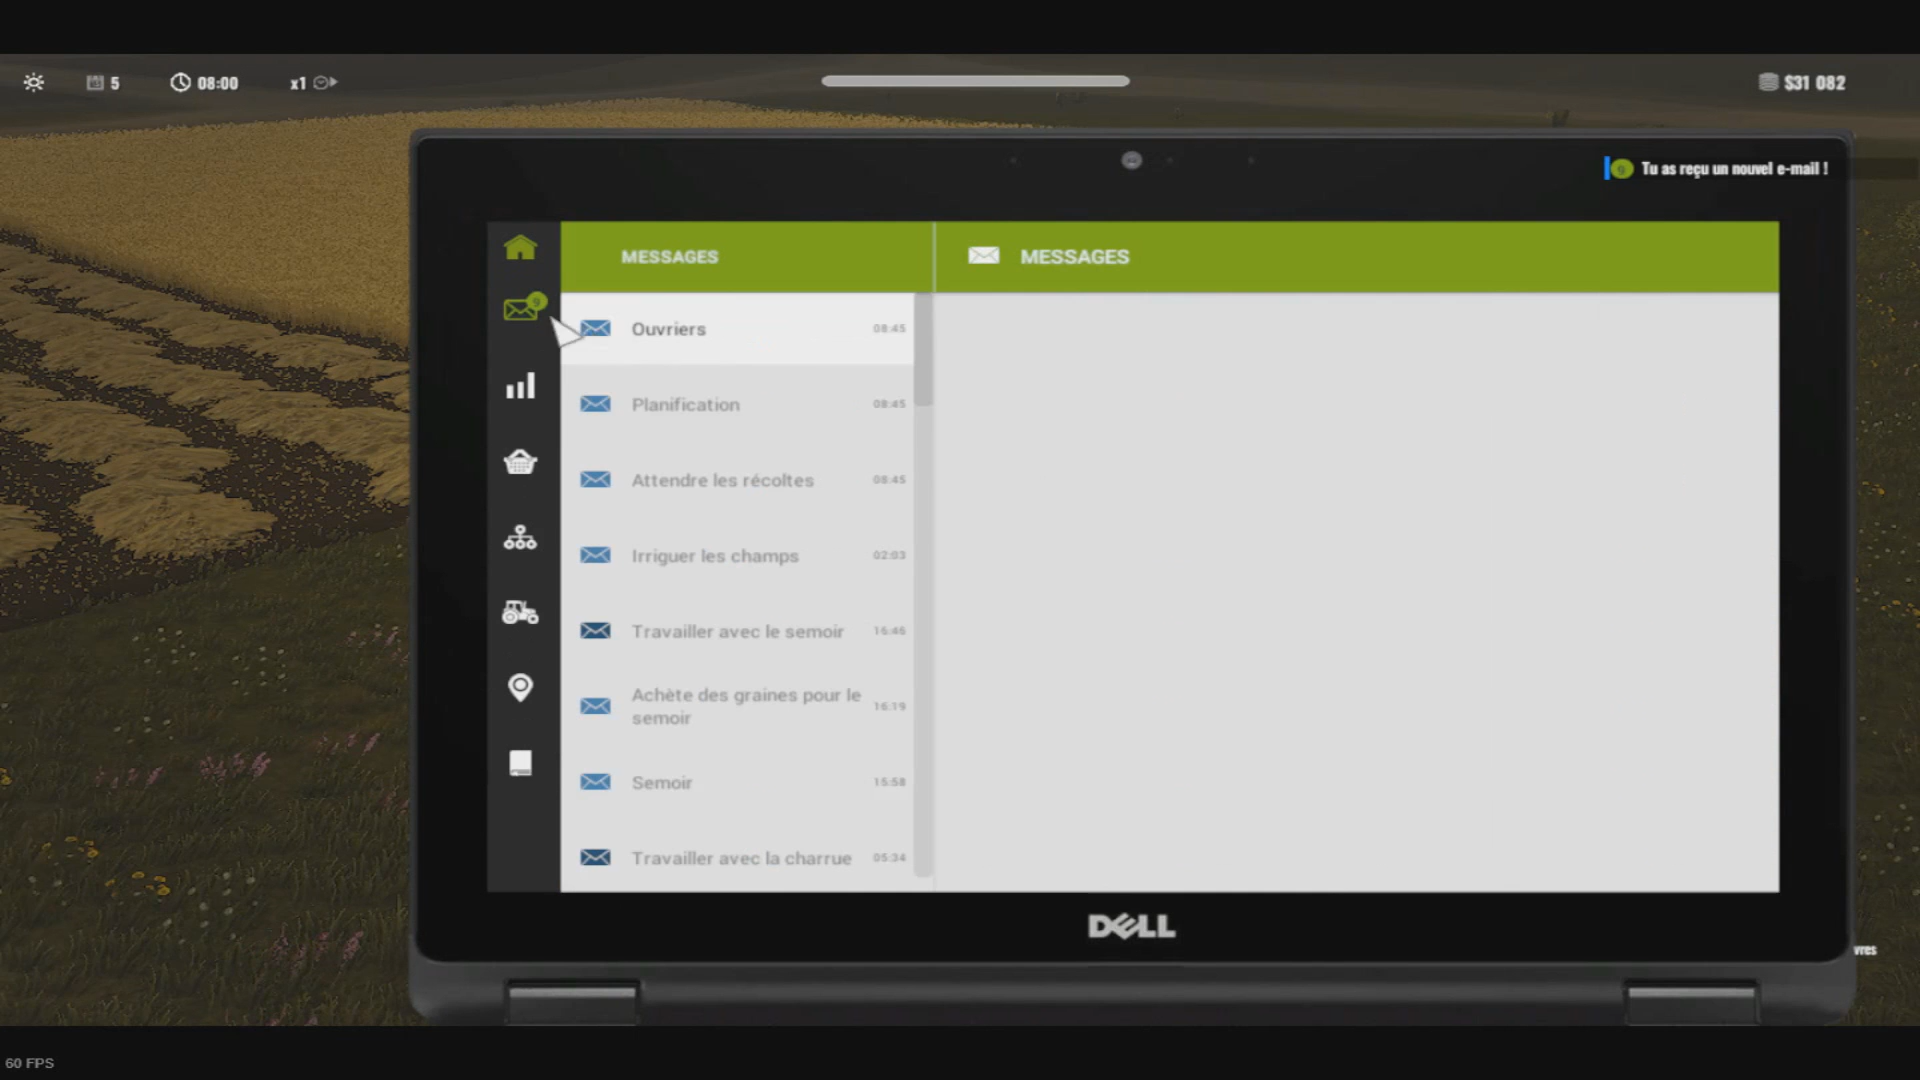 5
08:00
x1
$31 082
Tu as reçu un nouvel e-mail !
MESSAGES
MESSAGES
9
Ouvriers
08:45
Planification
08:45
Attendre les récoltes
08:45
Irriguer les champs
02:03
Travailler avec le semoir
16:46
Achète des graines pour le
semoir
16:19
Semoir
15:58
Travailler avec la charrue
05:34
DELL
vres
60 FPS